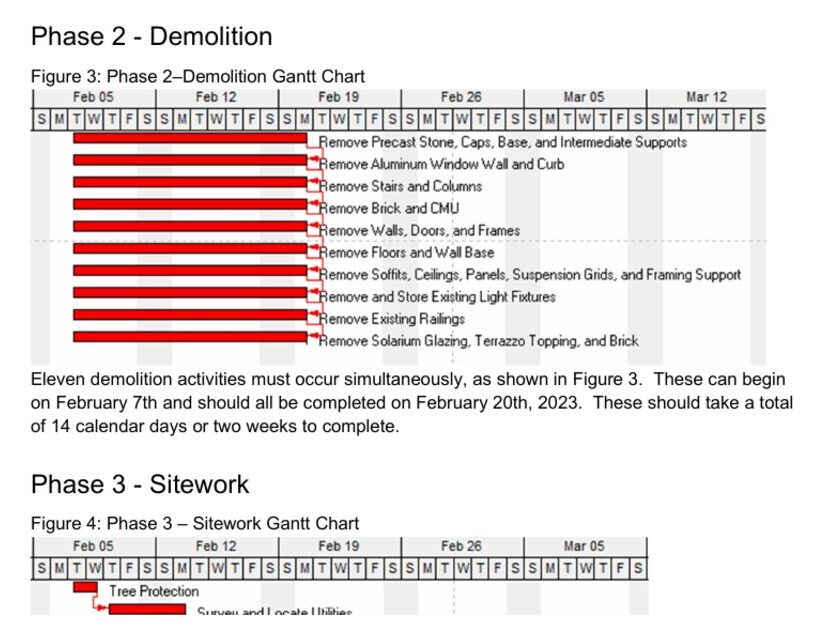 Phase 2 - Demolition
Figure 3: Phase 2–Demolition Gantt Chart
Feb 05 Feb 12 Feb 19 Feb 26 Mar 05 Mar 12
S M T W T F S S M T W T F S S M T W T F S S M T W T F S S M T W T F S S M T W T F S
Remove Precast Stone, Caps, Base, and Intermediate Supports
Remove Aluminum Window Wall and Curb
Remove Stairs and Columns
Remove Brick and CMU
Remove Walls, Doors, and Frames
Remove Floors and Wall Base
Remove Soffits, Ceilings, Panels, Suspension Grids, and Framing Support
Remove and Store Existing Light Fixtures
Remove Existing Railings
Remove Solarium Glazing, Terrazzo Topping, and Brick
Eleven demolition activities must occur simultaneously, as shown in Figure 3. These can begin
on February 7th and should all be completed on February 20th, 2023. These should take a total
of 14 calendar days or two weeks to complete.
Phase 3 - Sitework
Figure 4: Phase 3 – Sitework Gantt Chart
Feb 05 Feb 12 Feb 19 Feb 26 Mar 05
S M T W T F S S M T W T F S S M T W T F S S M T W T F S S M T W T F S
Tree Protection
Survey and Locate Utilities